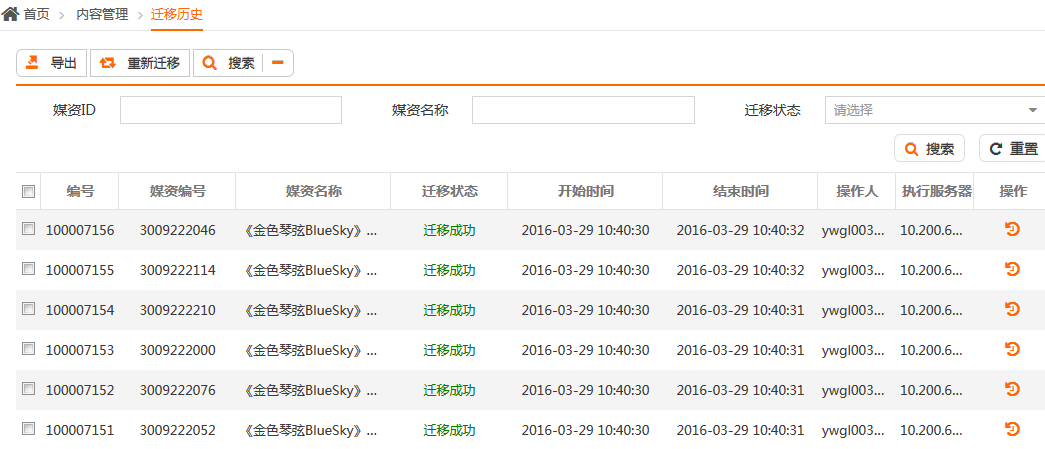 首页 > 内容管理 > 迁移历史
导出 重新迁移 搜索
媒资ID 媒资名称 迁移状态 请选择
搜索 重置
编号 媒资编号 媒资名称 迁移状态 开始时间 结束时间 操作人 执行服务器 操作
100007156 3009222046 《金色琴弦BlueSky》... 迁移成功 2016-03-29 10:40:30 2016-03-29 10:40:32 ywgl003... 10.200.6...
100007155 3009222114 《金色琴弦BlueSky》... 迁移成功 2016-03-29 10:40:30 2016-03-29 10:40:32 ywgl003... 10.200.6...
100007154 3009222210 《金色琴弦BlueSky》... 迁移成功 2016-03-29 10:40:30 2016-03-29 10:40:31 ywgl003... 10.200.6...
100007153 3009222000 《金色琴弦BlueSky》... 迁移成功 2016-03-29 10:40:30 2016-03-29 10:40:31 ywgl003... 10.200.6...
100007152 3009222076 《金色琴弦BlueSky》... 迁移成功 2016-03-29 10:40:30 2016-03-29 10:40:31 ywgl003... 10.200.6...
100007151 3009222052 《金色琴弦BlueSky》... 迁移成功 2016-03-29 10:40:30 2016-03-29 10:40:31 ywgl003... 10.200.6...